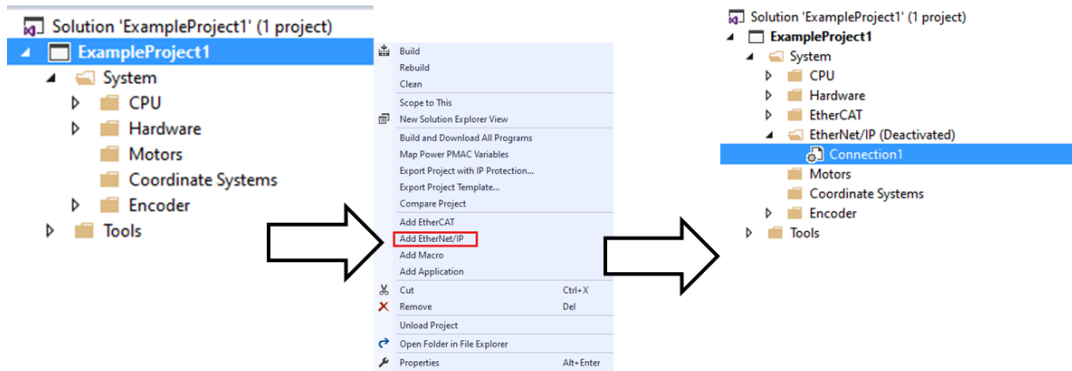 Solution 'ExampleProject1' (1 project)
ExampleProject1
System
CPU
Hardware
Motors
Coordinate Systems
Encoder
Tools
Build
Rebuild
Clean
Scope to This
New Solution Explorer View
Build and Download All Programs
Map Power PMAC Variables
Export Project with IP Protection...
Export Project Template...
Compare Project
Add EtherCAT
Add EtherNet/IP
Add Macro
Add Application
Cut Ctrl+X
Remove Del
Unload Project
Open Folder in File Explorer
Properties Alt+Enter
Solution 'ExampleProject1' (1 project)
ExampleProject1
System
CPU
Hardware
EtherCAT
EtherNet/IP (Deactivated)
Connection1
Motors
Coordinate Systems
Encoder
Tools